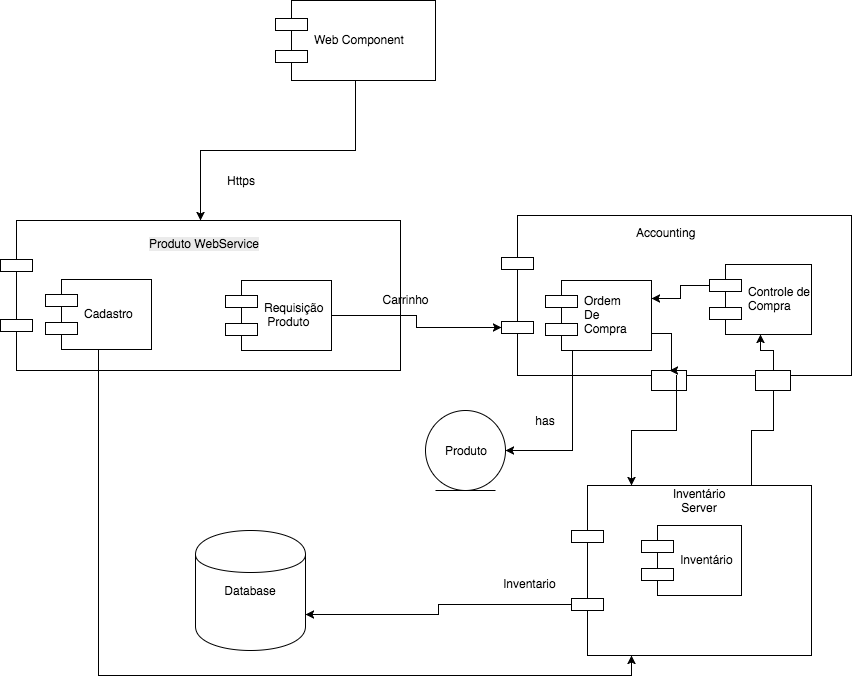 Web Component
Https
Produto WebService
Accounting
Cadastro
Requisição
Produto
Carrinho
Ordem
De
Compra
Controle de
Compra
has
Produto
Inventário
Server
Inventário
Inventario
Database